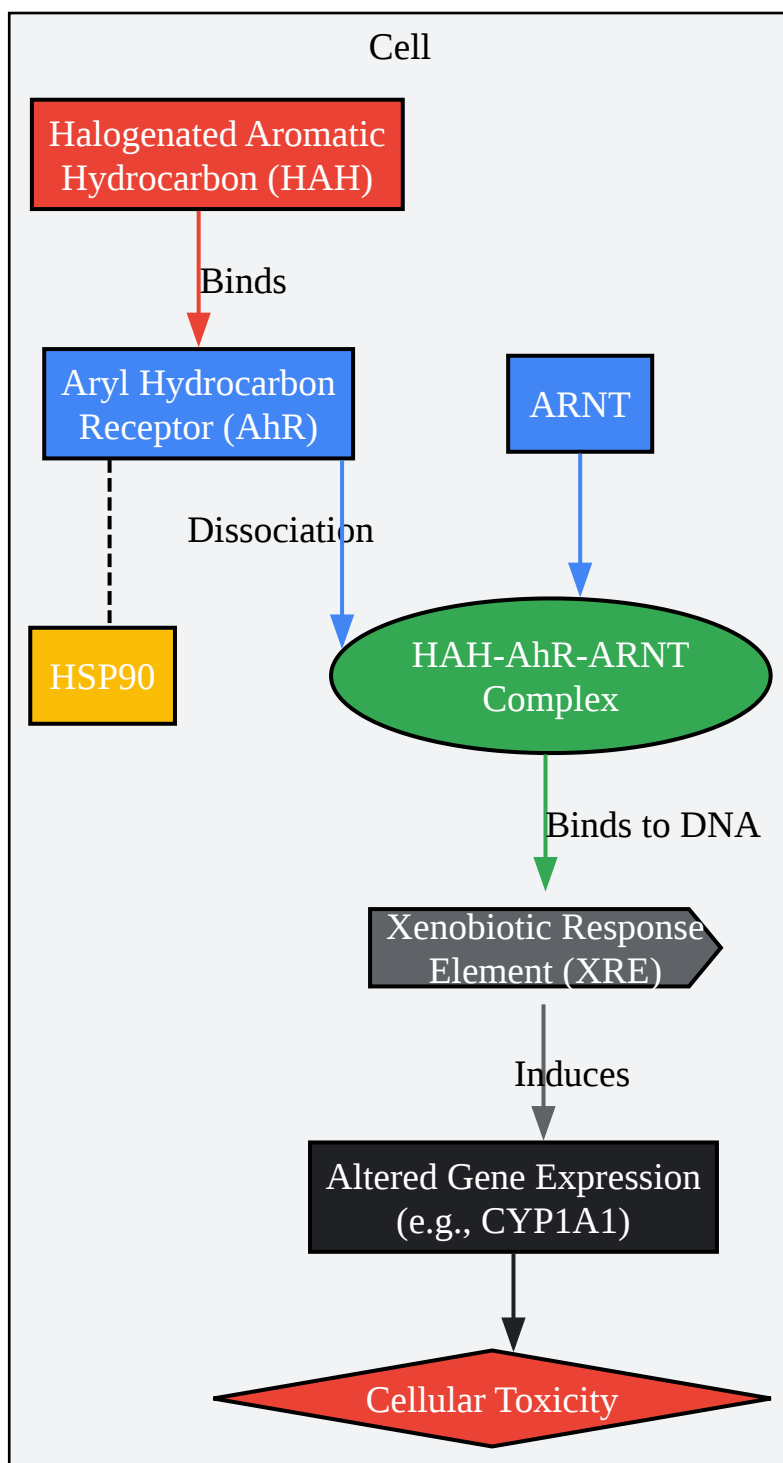 Cell
Halogenated Aromatic
Hydrocarbon (HAH)
Binds
Aryl Hydrocarbon
Receptor (AhR)
ARNT
Dissociation
HSP90
HAH-AhR-ARNT
Complex
Binds to DNA
Xenobiotic Response
Element (XRE)
Induces
Altered Gene Expression
(e.g., CYP1A1)
Cellular Toxicity